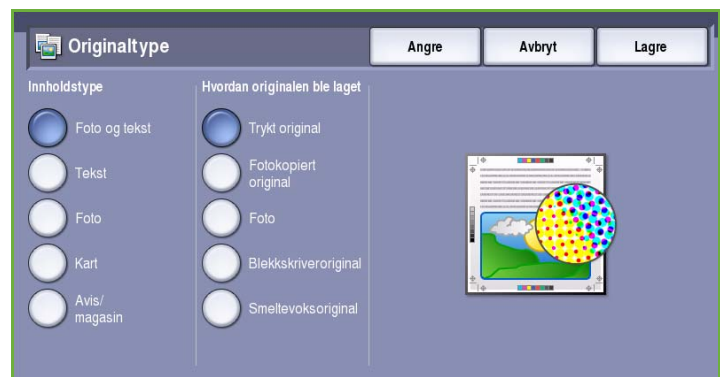 Originaltype
Angre
Avbryt
Lagre
Innholdstype
Foto og tekst
Tekst
Foto
Kart
Avis/
magasin
Hvordan originalen ble laget
Trykt original
Fotokopiert
original
Foto
Blekkskriveroriginal
Smeltevoksoriginal